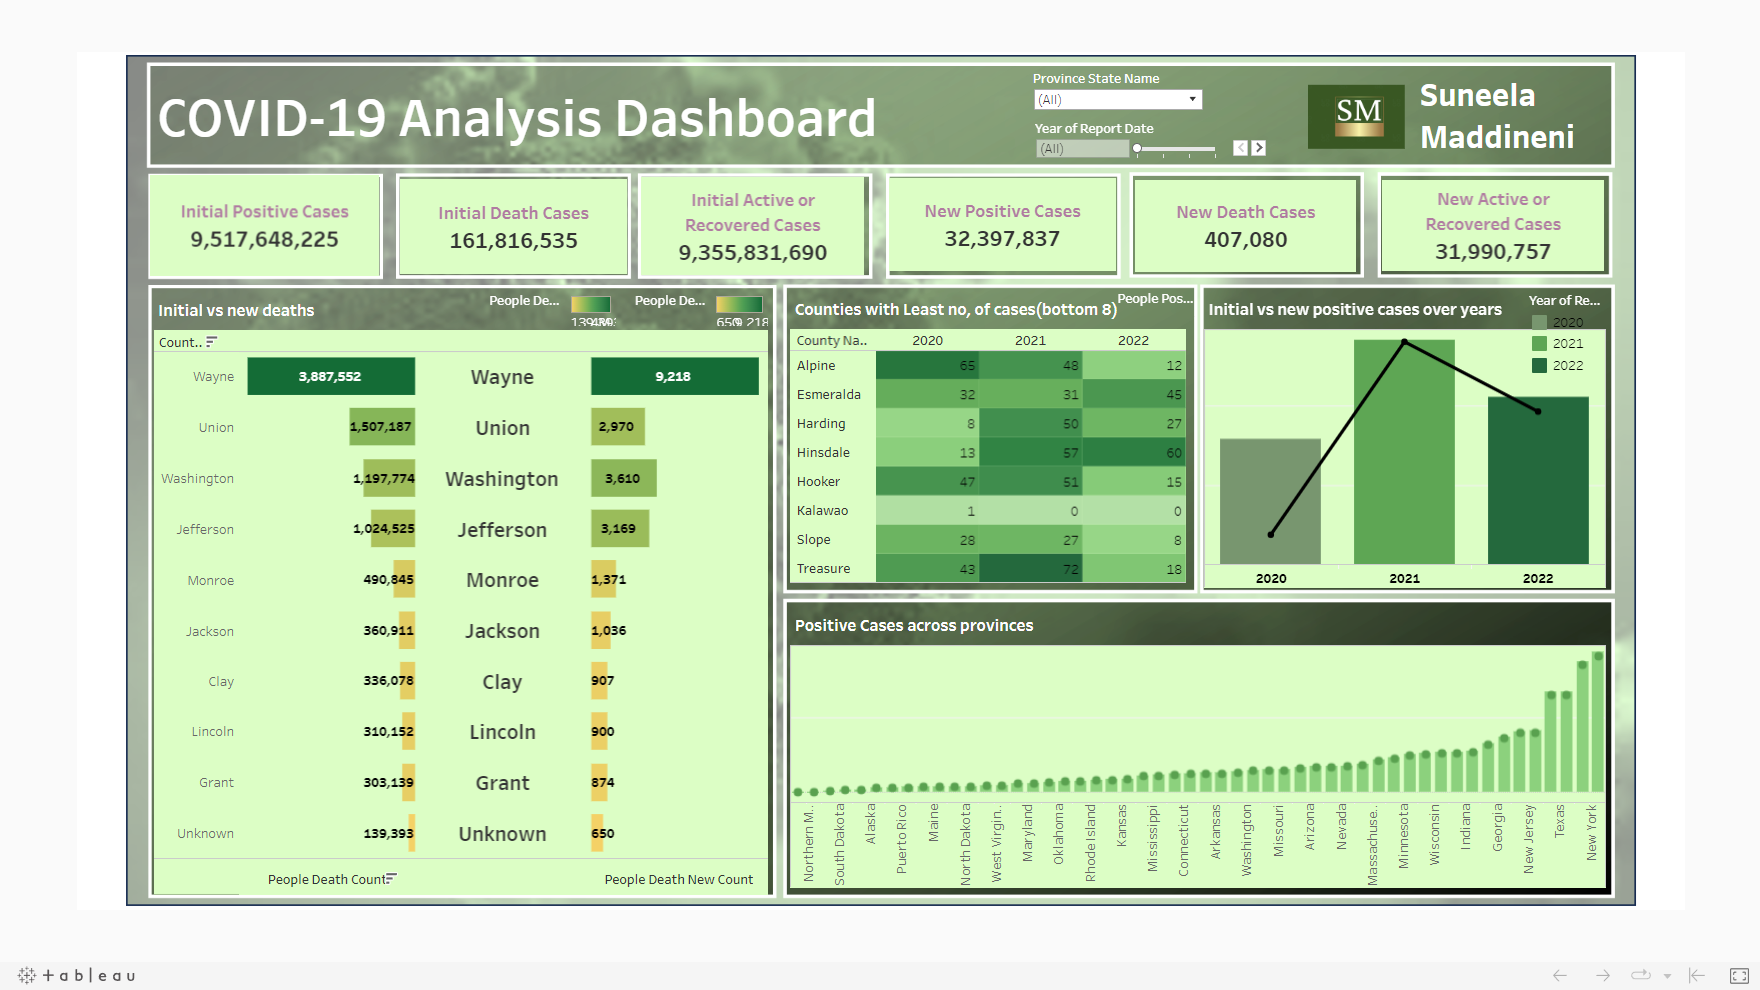 COVID-19 Analysis Dashboard
Province State Name
(All)
Year of Report Date
(All)
SM
Suneela
Maddineni
Initial Positive Cases
9,517,648,225
Initial Death Cases
161,816,535
Initial Active or
Recovered Cases
9,355,831,690
New Positive Cases
32,397,837
New Death Cases
407,080
New Active or
Recovered Cases
31,990,757
Initial vs new deaths
People De...
People De...
Count..
Wayne 3,887,552 Wayne 9,218
Union 1,507,187 Union 2,970
Washington 1,197,774 Washington 3,610
Jefferson 1,024,525 Jefferson 3,169
Monroe 490,845 Monroe 1,371
Jackson 360,911 Jackson 1,036
Clay 336,078 Clay 907
Lincoln 310,152 Lincoln 900
Grant 303,139 Grant 874
Unknown 139,393 Unknown 650
People Death Count
People Death New Count
Counties with Least no, of cases(bottom 8)
People Pos...
County Na.. 2020 2021 2022
Alpine 65 48 12
Esmeralda 32 31 45
Harding 8 50 27
Hinsdale 13 57 60
Hooker 47 51 15
Kalawao 1 0 0
Slope 28 27 8
Treasure 43 72 18
Initial vs new positive cases over years
Year of Re...
2020
2021
2022
2020 2021 2022
Positive Cases across provinces
Northern M..
South Dakota
Alaska
Puerto Rico
Maine
North Dakota
West Virgin..
Maryland
Oklahoma
Rhode Island
Kansas
Mississippi
Connecticut
Arkansas
Washington
Missouri
Arizona
Nevada
Massachuse..
Minnesota
Wisconsin
Indiana
Georgia
New Jersey
Texas
New York
+ableau